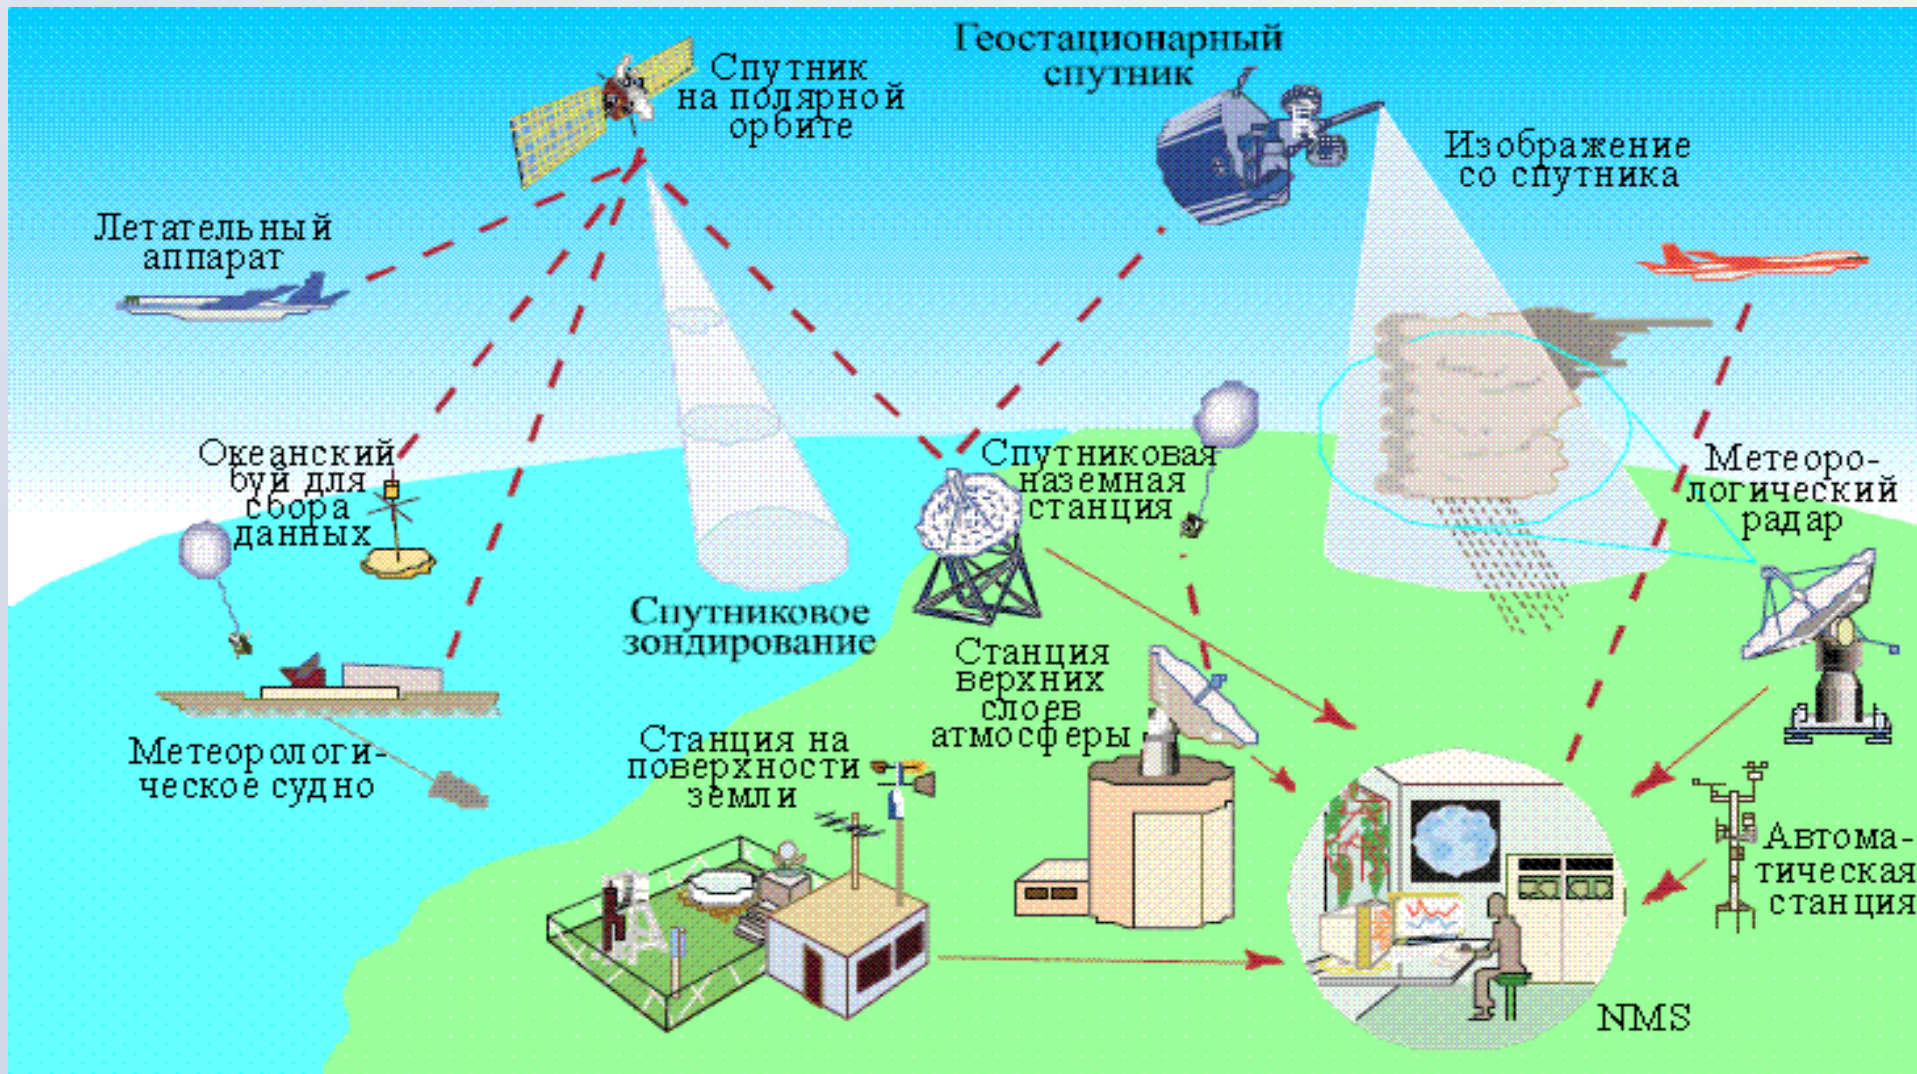 Геостационарный
спутник
Спутник
на полярной
орбите
Изображение
со спутника
Летательный
аппарат
Океанский
буй для
сбора
данных
Спутниковая
наземная
станция
Метеоро-
логический
радар
Спутниковое
зондирование
Станция
верхних
слоев
атмосферы
Метеорологи-
ческое судно
Станция на
поверхности
земли
Автома-
тическая
станция
NMS